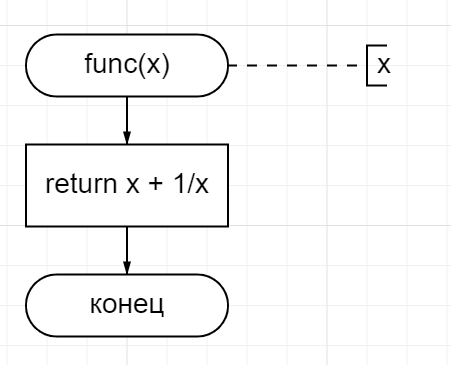 func(x)
x
return x + 1/x
конец